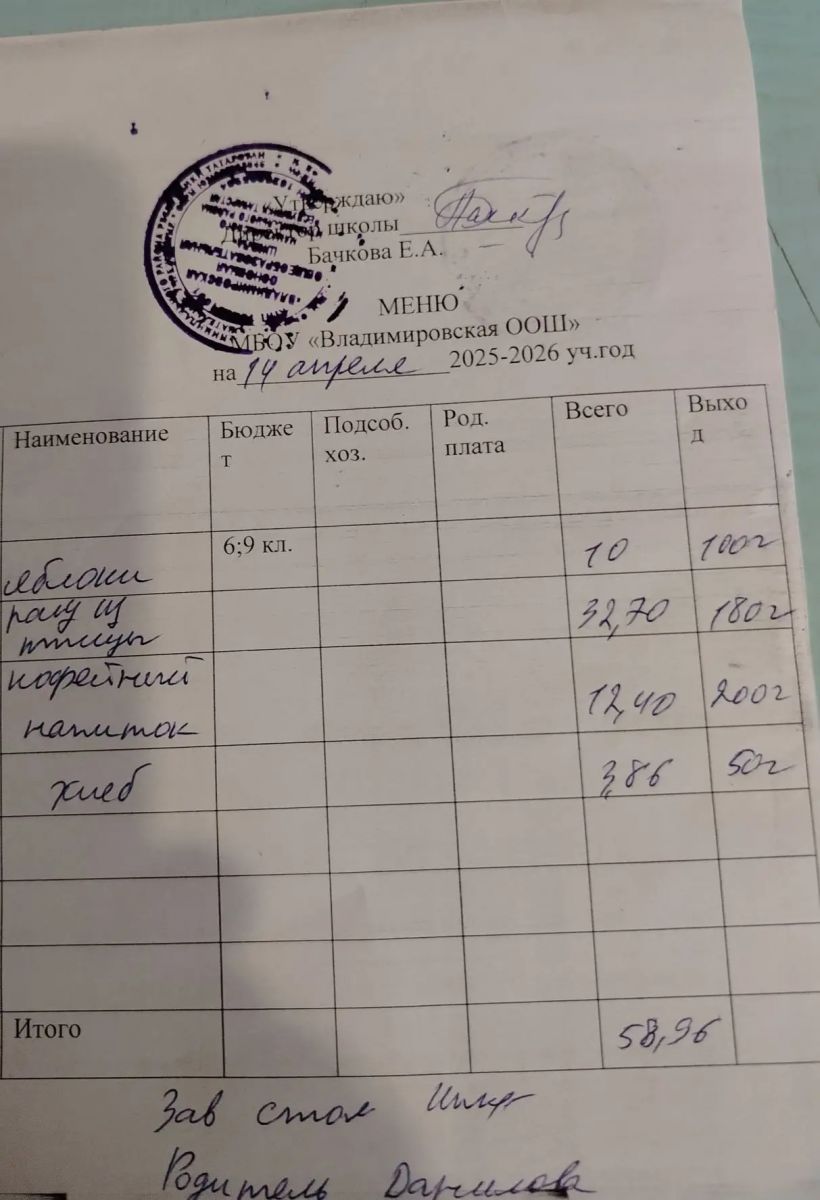 «Утверждаю»
Директор школы
Бачкова Е.А.
МЕНЮ
МБОУ «Владимировская ООШ»
на 14 апреля 2025-2026 уч.год
Наименование Бюджет Подсоб. хоз. Род. плата Всего Выход
яблоки 6;9 кл. 10 100г
рагу из птицы 32,70 180г
кофейный напиток 12,40 200г
хлеб 3,86 50г
Итого 58,96
Зав стол
Родитель Данилова